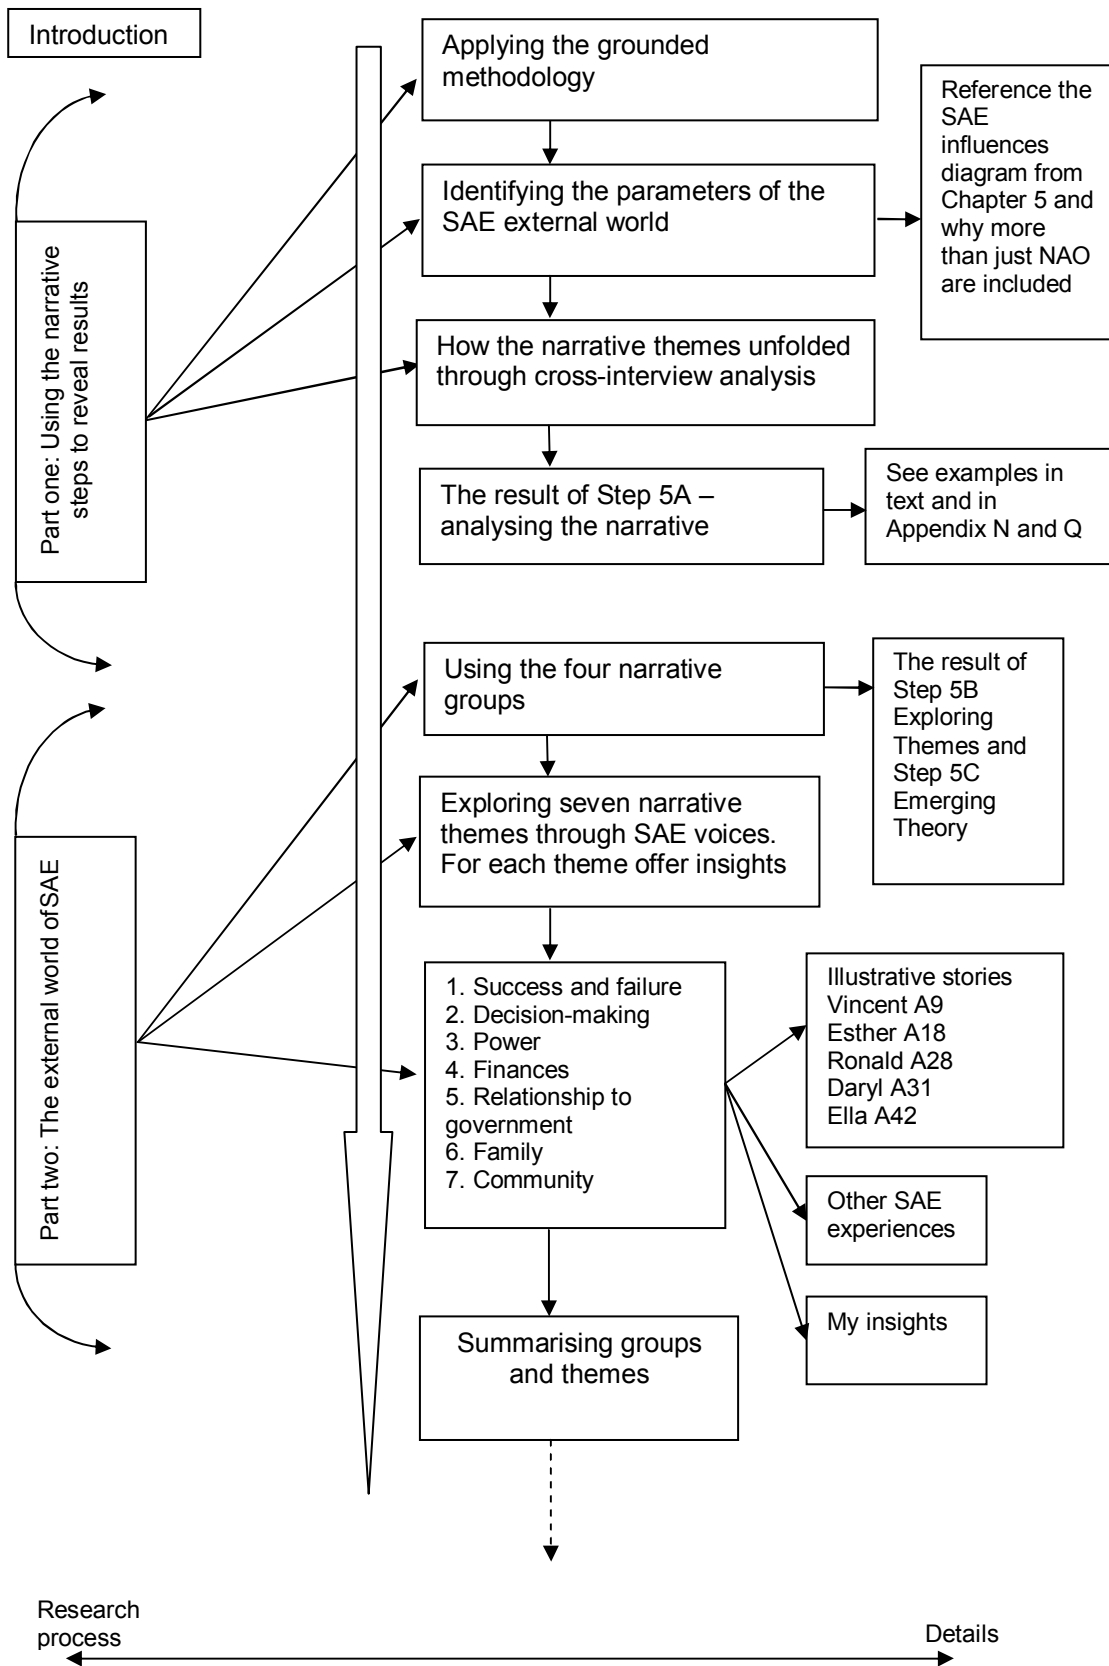 Introduction
Applying the grounded
methodology
Reference the
SAE
influences
diagram from
Chapter 5 and
why more
than just NAO
are included
Identifying the parameters of the
SAE external world
Part one: Using the narrative
steps to reveal results
How the narrative themes unfolded
through cross-interview analysis
The result of Step 5A –
analysing the narrative
See examples in
text and in
Appendix N and Q
Using the four narrative
groups
The result of
Step 5B
Exploring
Themes and
Step 5C
Emerging
Theory
Exploring seven narrative
themes through SAE voices.
For each theme offer insights
Part two: The external world of SAE
1. Success and failure
2. Decision-making
3. Power
4. Finances
5. Relationship to
government
6. Family
7. Community
Illustrative stories
Vincent A9
Esther A18
Ronald A28
Daryl A31
Ella A42
Other SAE
experiences
My insights
Summarising groups
and themes
Research
process
Details